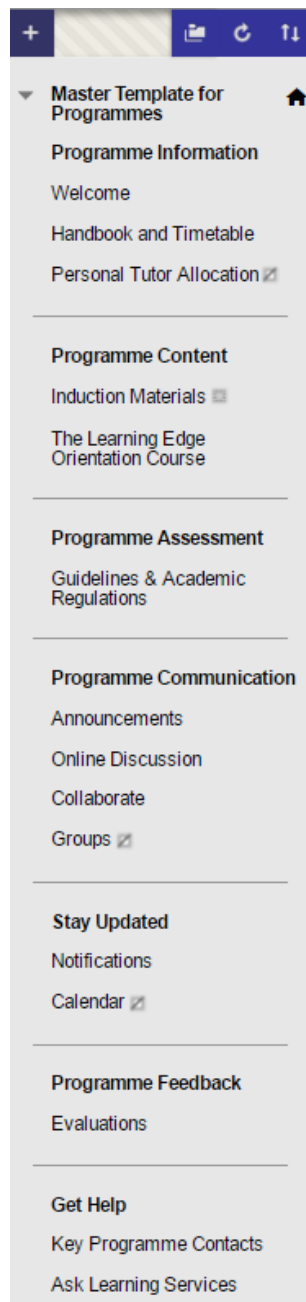 Master Template for
Programmes
Programme Information
Welcome
Handbook and Timetable
Personal Tutor Allocation
Programme Content
Induction Materials
The Learning Edge
Orientation Course
Programme Assessment
Guidelines & Academic
Regulations
Programme Communication
Announcements
Online Discussion
Collaborate
Groups
Stay Updated
Notifications
Calendar
Programme Feedback
Evaluations
Get Help
Key Programme Contacts
Ask Learning Services